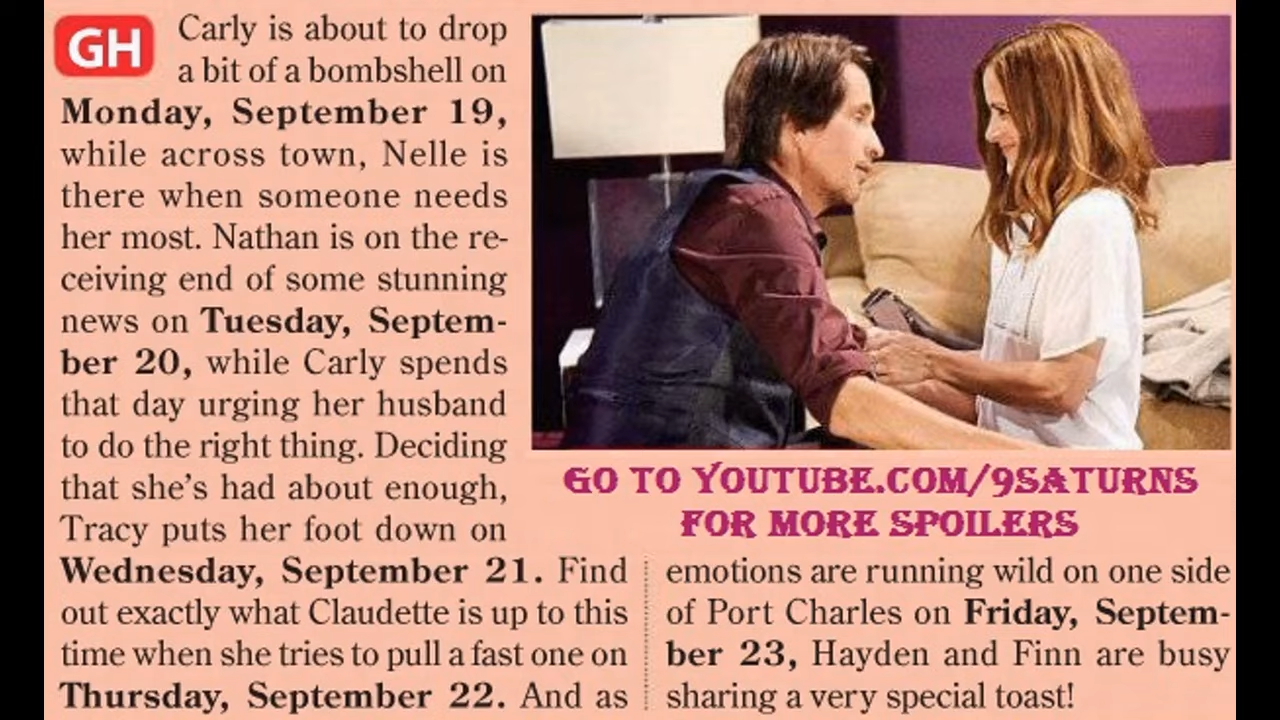 GH
Carly is about to drop
a bit of a bombshell on
Monday, September 19,
while across town, Nelle is
there when someone needs
her most. Nathan is on the re-
ceiving end of some stunning
news on Tuesday, Septem-
ber 20, while Carly spends
that day urging her husband
to do the right thing. Deciding
that she's had about enough,
Tracy puts her foot down on
Wednesday, September 21. Find
out exactly what Claudette is up to this
time when she tries to pull a fast one on
Thursday, September 22. And as
emotions are running wild on one side
of Port Charles on Friday, Septem-
ber 23, Hayden and Finn are busy
sharing a very special toast!
GO TO YOUTUBE.COM/9SATURNS
FOR MORE SPOILERS